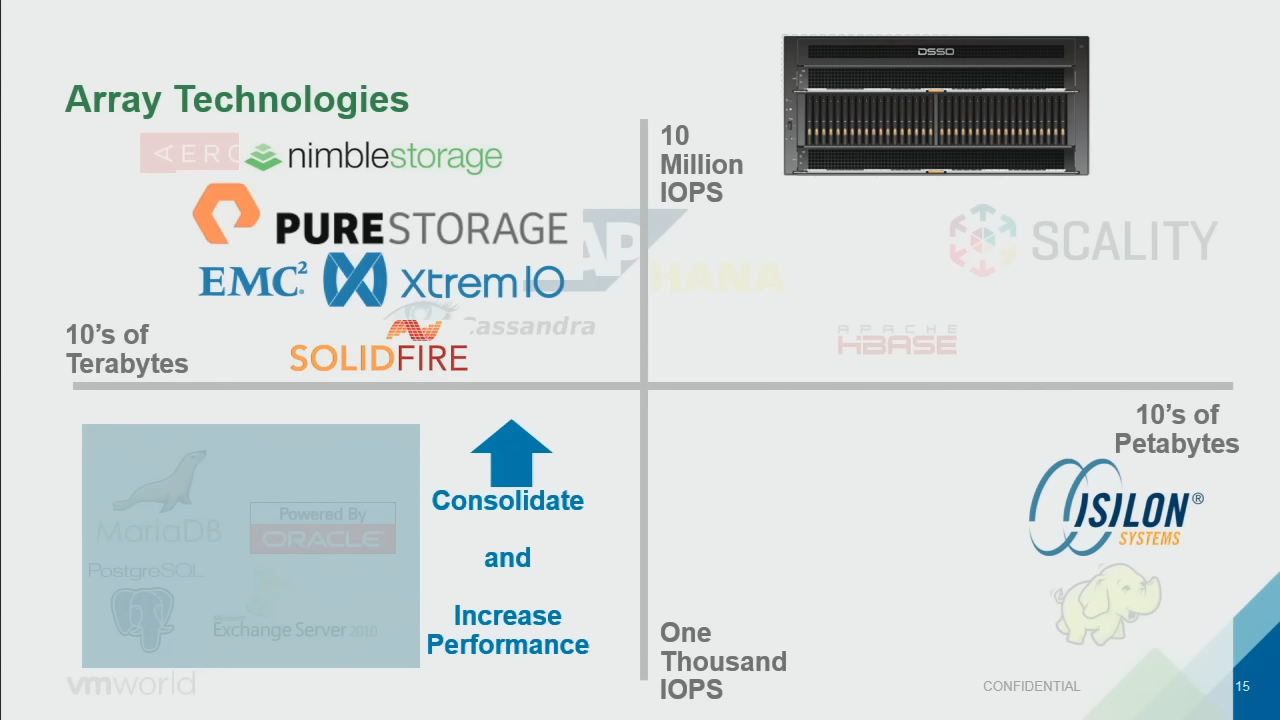 DSSD
Array Technologies
AERO
nimblestorage
10
Million
IOPS
PURESTORAGE
SAP
HANA
SCALITY
EMC²
XtremIO
Cassandra
APACHE
HBASE
10's of
Terabytes
SOLIDFIRE
10's of
Petabytes
Consolidate
and
Increase
Performance
ISILON®
SYSTEMS
MariaDB
Powered By
ORACLE
PostgreSQL
Exchange Server 2010
One
Thousand
IOPS
vmworld
CONFIDENTIAL
15